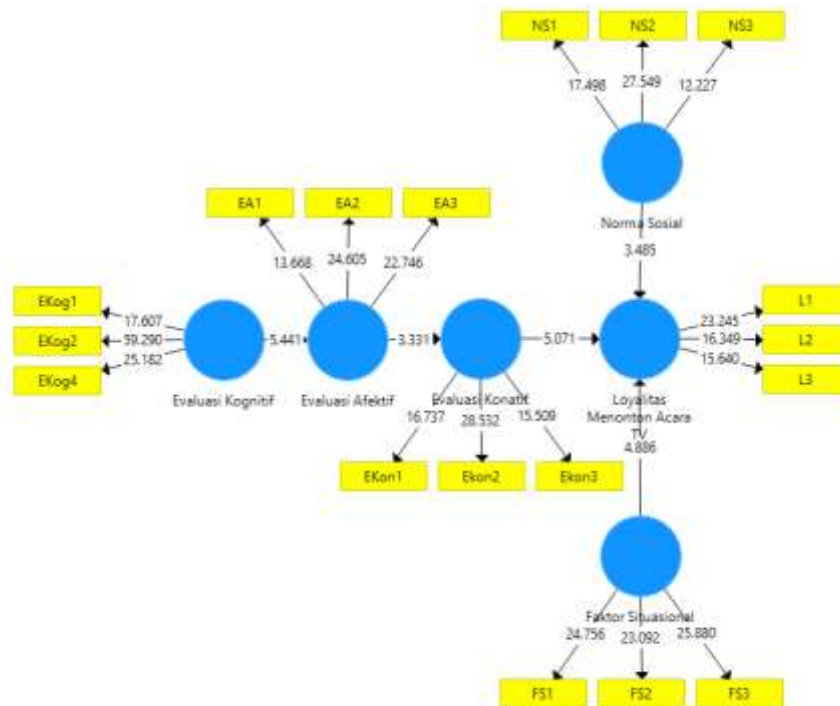 NS1
NS2
NS3
17.498
27.549
12.227
Norma Sosial
3.485
EA1
EA2
EA3
13.668
24.605
22.746
EKog1
EKog2
EKog4
17.607
59.290
25.182
5.441
3.331
5.071
Evaluasi Kognitif
Evaluasi Afektif
Evaluasi Konatif
Loyalitas
Menonton Acara
TV
23.245
16.349
15.640
L1
L2
L3
16.737
28.532
15.509
EKon1
Ekon2
Ekon3
4.886
Faktor Situasional
24.756
23.092
25.880
FS1
FS2
FS3